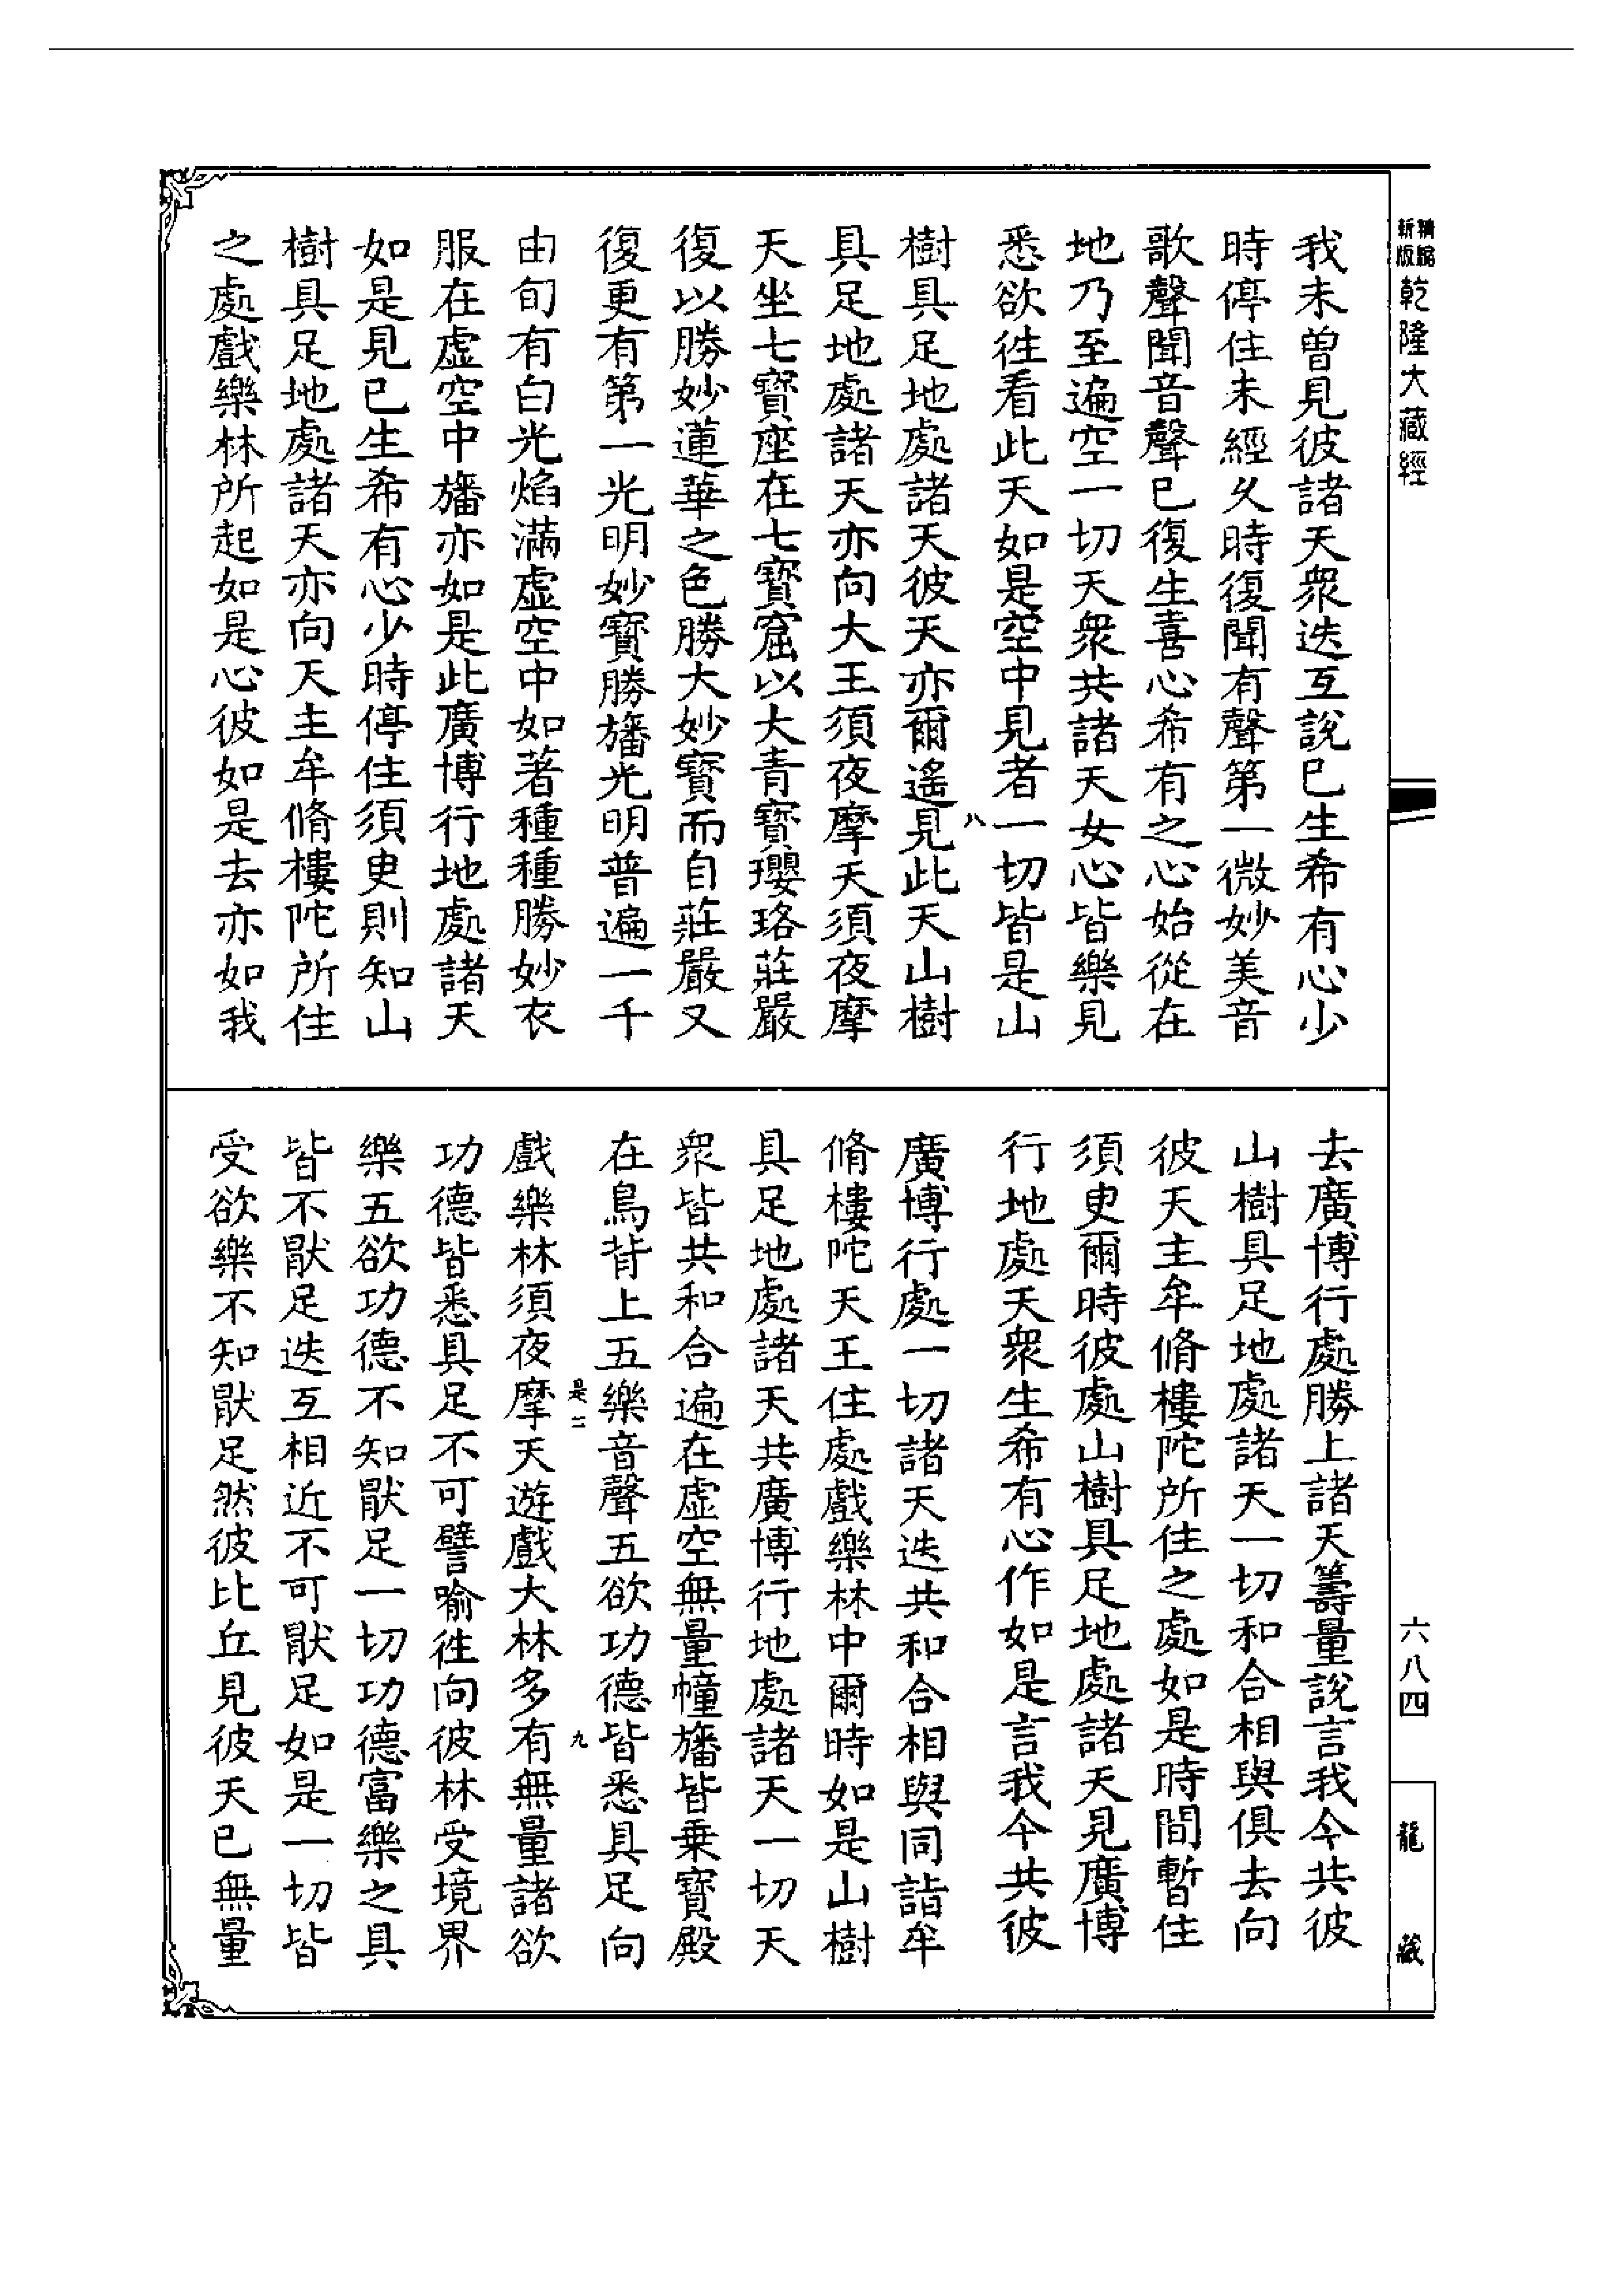 新版精縮乾隆大藏經
我未曾見彼諸天衆迭互說已生希有心少
時停住未經久時復聞有聲第一微妙美音
歌聲聞音聲已復生喜心希有之心始從在
地乃至遍空一切天衆共諸天女心皆樂見
悉欲徃看此天如是空中見者一切皆是山
八
樹具足地處諸天彼天亦爾遙見此天山樹
具足地處諸天亦向大王須夜摩天須夜摩
天坐七寶座在七寶窟以大青寶瓔珞莊嚴
復以勝妙蓮華之色勝大妙寶而自莊嚴又
復更有第一光明妙寶勝旛光明普遍一千
由旬有白光焰滿虛空中如著種種勝妙衣
服在虛空中旛亦如是此廣博行地處諸天
如是見已生希有心少時停住須臾則知山
樹具足地處諸天亦向天主牟脩樓陀所住
之處戲樂林所起如是心彼如是去亦如我
去廣博行處勝上諸天籌量說言我今共彼
山樹具足地處諸天一切和合相與俱去向
彼天主牟脩樓陀所住之處如是時間暫住
須臾爾時彼處山樹具足地處諸天見廣博
行地處天衆生希有心作如是言我今共彼
廣博行處一切諸天迭共和合相與同詣牟
脩樓陀天王住處戲樂林中爾時如是山樹
具足地處諸天共廣博行地處諸天一切天
衆皆共和合遍在虛空無量幢旛皆乗寶殿
在鳥背上五樂音聲五欲功德皆悉具足向
是二
九
戲樂林須夜摩天遊戲大林多有無量諸欲
功德皆悉具足不可譬喻徃向彼林受境界
樂五欲功德不知猒足一切功德富樂之具
皆不猒足迭互相近不可猒足如是一切皆
受欲樂不知猒足然彼比丘見彼天已無量
六八四
龍藏